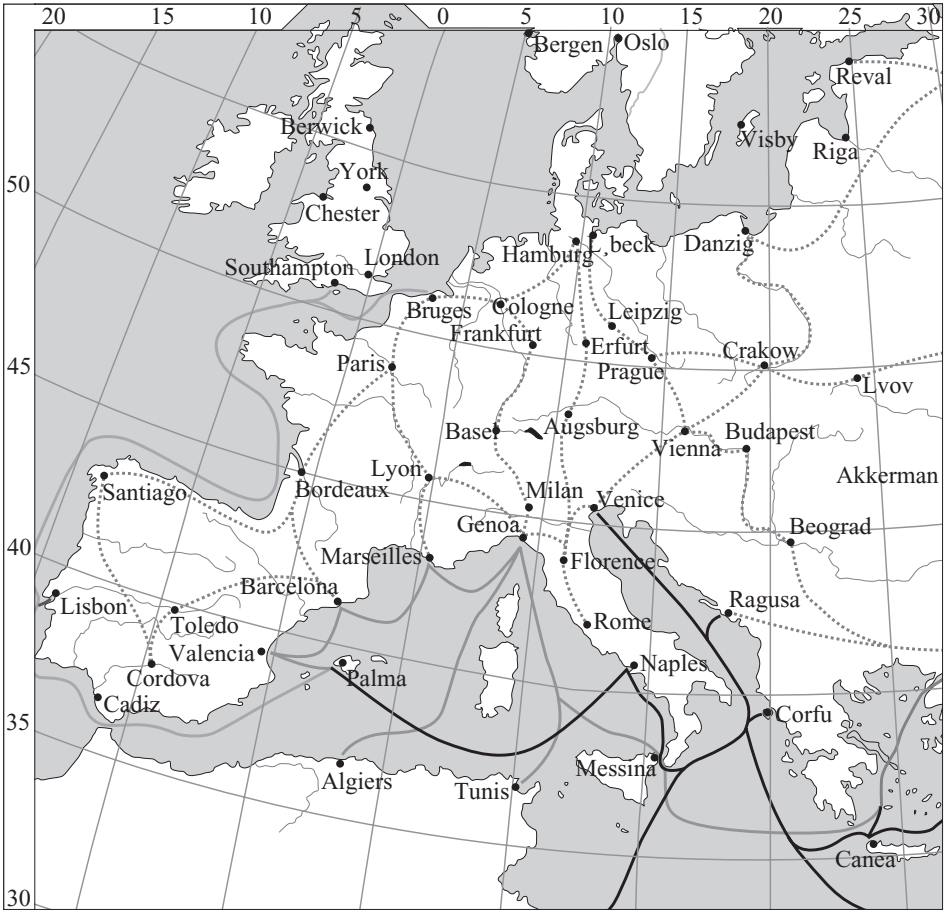 20 15 10 5 0 5 10 15 20 25 30
Bergen
Oslo
Reval
Berwick
Visby
Riga
York
50
Chester
Danzig
Hamburg
L¸beck
London
Southampton
Bruges
Cologne
Leipzig
Frankfurt
Erfurt
Crakow
Paris
Prague
45
Lvov
Basel
Augsburg
Vienna
Budapest
Lyon
Akkerman
Santiago
Bordeaux
Milan
Venice
Genoa
Beograd
40
Marseilles
Florence
Barcelona
Lisbon
Ragusa
Toledo
Rome
Valencia
Naples
Cordova
Palma
Cadiz
Corfu
35
Messina
Algiers
Tunis
Canea
30